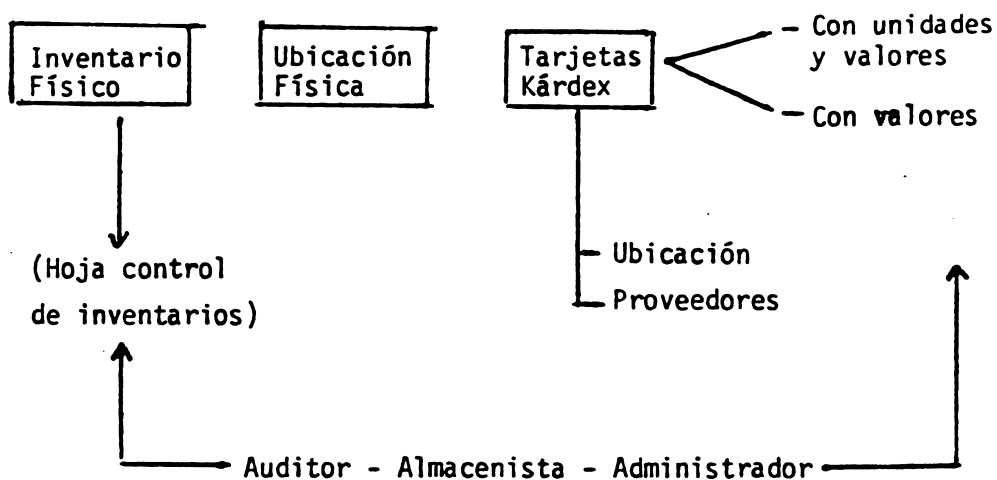 Inventario
Físico
Ubicación
Física
Tarjetas
Kárdex
- Con unidades
y valores
- Con valores
- Ubicación
- Proveedores
(Hoja control
de inventarios)
Auditor - Almacenista - Administrador